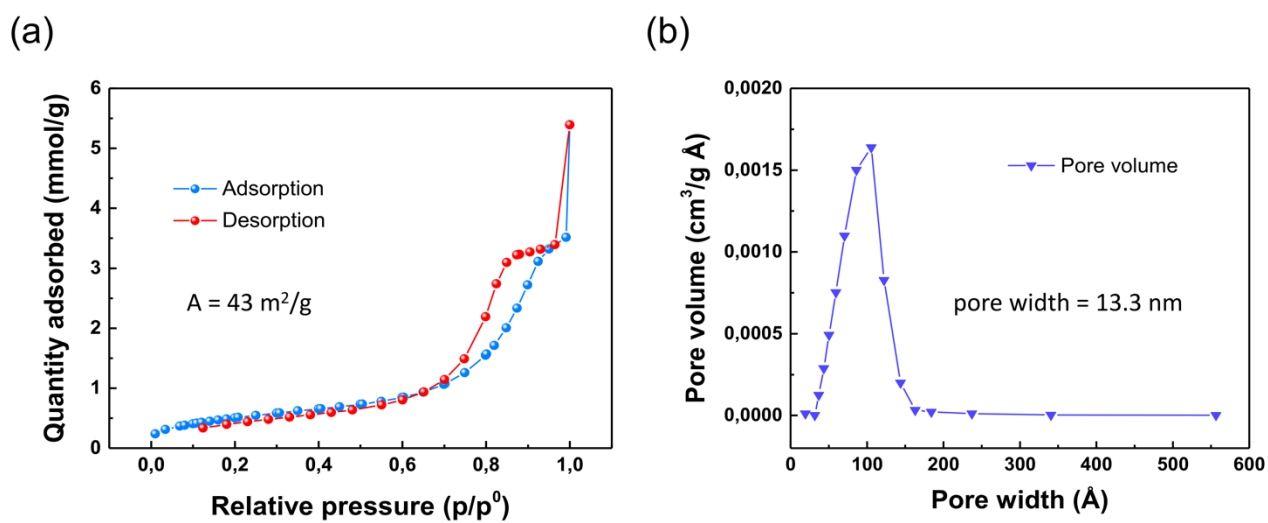 (a)
Quantity adsorbed (mmol/g)
6
5
4
3
2
1
0
Adsorption
Desorption
A = 43 m²/g
0,0 0,2 0,4 0,6 0,8 1,0
Relative pressure (p/p⁰)
(b)
Pore volume (cm³/g Å)
0,0020
0,0015
0,0010
0,0005
0,0000
Pore volume
pore width = 13.3 nm
0 100 200 300 400 500 600
Pore width (Å)